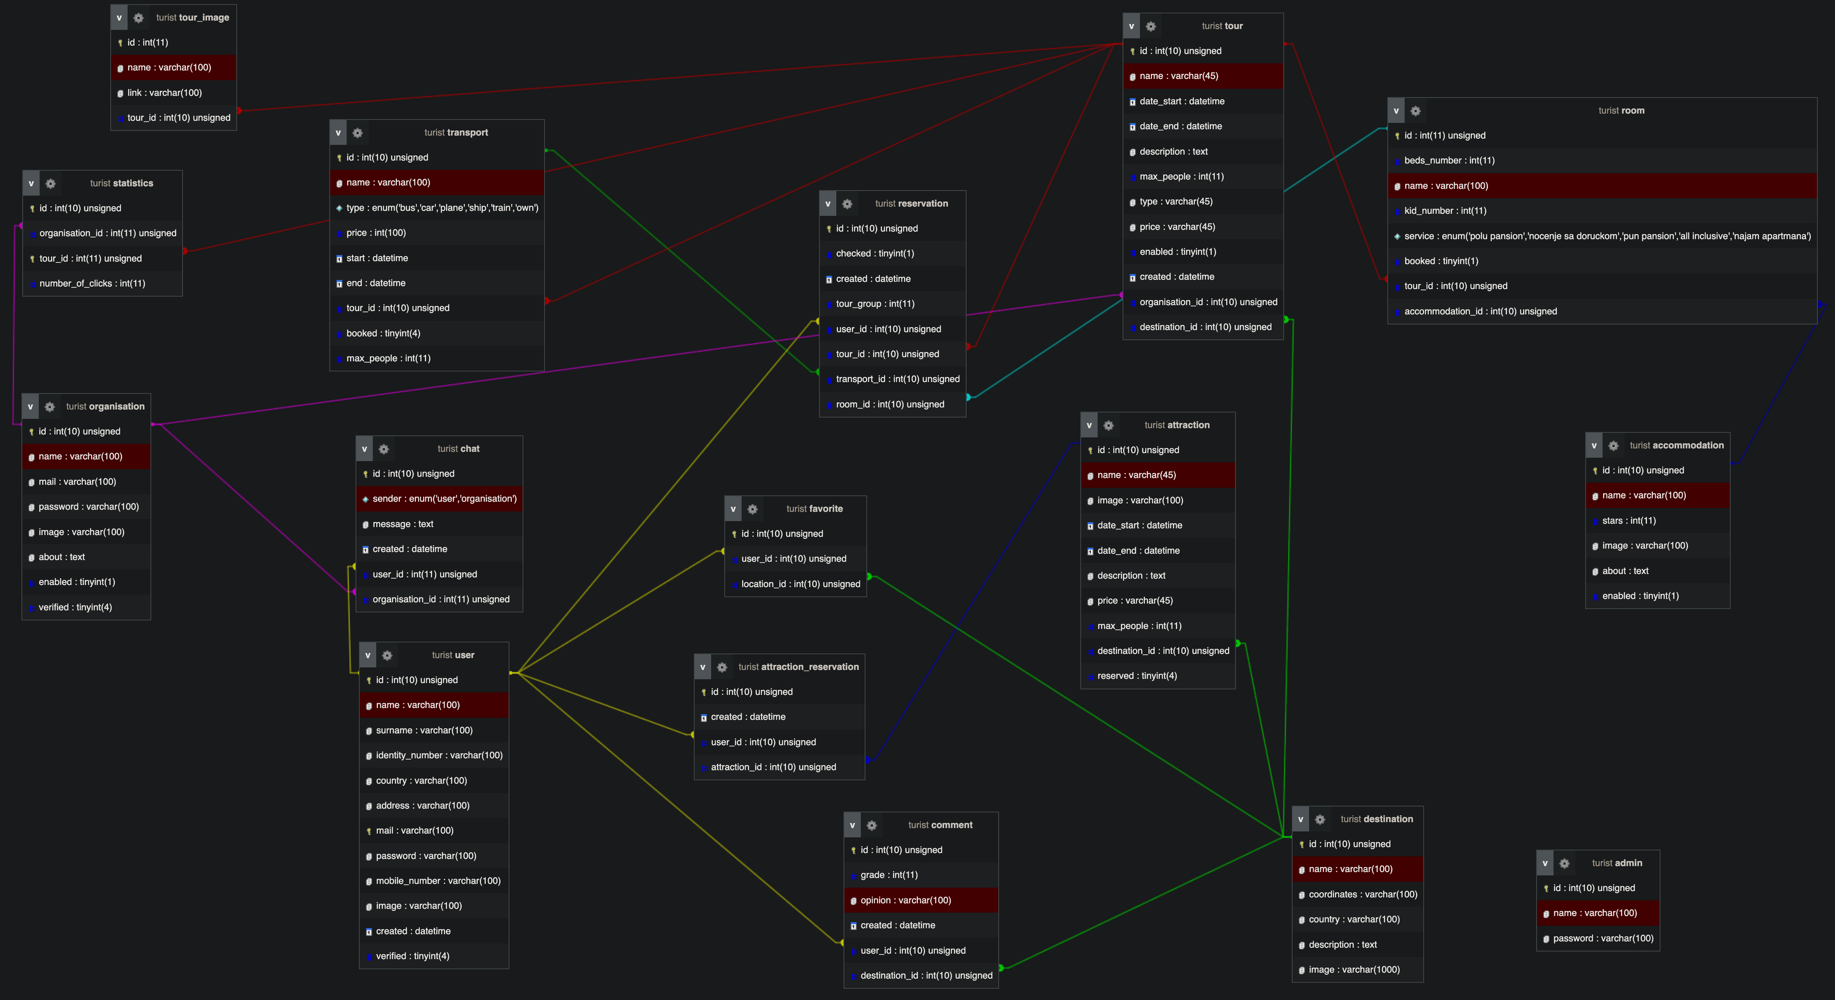 v turist tour_image
id : int(11)
name : varchar(100)
link : varchar(100)
tour_id : int(10) unsigned
v turist transport
id : int(10) unsigned
name : varchar(100)
type : enum('bus','car','plane','ship','train','own')
price : int(100)
start : datetime
end : datetime
tour_id : int(10) unsigned
booked : tinyint(4)
max_people : int(11)
v turist statistics
id : int(10) unsigned
organisation_id : int(11) unsigned
tour_id : int(11) unsigned
number_of_clicks : int(11)
v turist tour
id : int(10) unsigned
name : varchar(45)
date_start : datetime
date_end : datetime
description : text
max_people : int(11)
type : varchar(45)
price : varchar(45)
enabled : tinyint(1)
created : datetime
organisation_id : int(10) unsigned
destination_id : int(10) unsigned
v turist room
id : int(11) unsigned
beds_number : int(11)
name : varchar(100)
kid_number : int(11)
service : enum('polu pansion','nocenje sa doruckom','pun pansion','all inclusive','najam apartmana')
booked : tinyint(1)
tour_id : int(10) unsigned
accommodation_id : int(10) unsigned
v turist reservation
id : int(10) unsigned
checked : tinyint(1)
created : datetime
tour_group : int(11)
user_id : int(10) unsigned
tour_id : int(10) unsigned
transport_id : int(10) unsigned
room_id : int(10) unsigned
v turist organisation
id : int(10) unsigned
name : varchar(100)
mail : varchar(100)
password : varchar(100)
image : varchar(100)
about : text
enabled : tinyint(1)
verified : tinyint(4)
v turist chat
id : int(10) unsigned
sender : enum('user','organisation')
message : text
created : datetime
user_id : int(11) unsigned
organisation_id : int(11) unsigned
v turist attraction
id : int(10) unsigned
name : varchar(45)
image : varchar(100)
date_start : datetime
date_end : datetime
description : text
price : varchar(45)
max_people : int(11)
destination_id : int(10) unsigned
reserved : tinyint(4)
v turist accommodation
id : int(10) unsigned
name : varchar(100)
stars : int(11)
image : varchar(100)
about : text
enabled : tinyint(1)
v turist favorite
id : int(10) unsigned
user_id : int(10) unsigned
location_id : int(10) unsigned
v turist user
id : int(10) unsigned
name : varchar(100)
surname : varchar(100)
identity_number : varchar(100)
country : varchar(100)
address : varchar(100)
mail : varchar(100)
password : varchar(100)
mobile_number : varchar(100)
image : varchar(100)
created : datetime
verified : tinyint(4)
v turist attraction_reservation
id : int(10) unsigned
created : datetime
user_id : int(10) unsigned
attraction_id : int(10) unsigned
v turist comment
id : int(10) unsigned
grade : int(11)
opinion : varchar(100)
created : datetime
user_id : int(10) unsigned
destination_id : int(10) unsigned
v turist destination
id : int(10) unsigned
name : varchar(100)
coordinates : varchar(100)
country : varchar(100)
description : text
image : varchar(1000)
v turist admin
id : int(10) unsigned
name : varchar(100)
password : varchar(100)